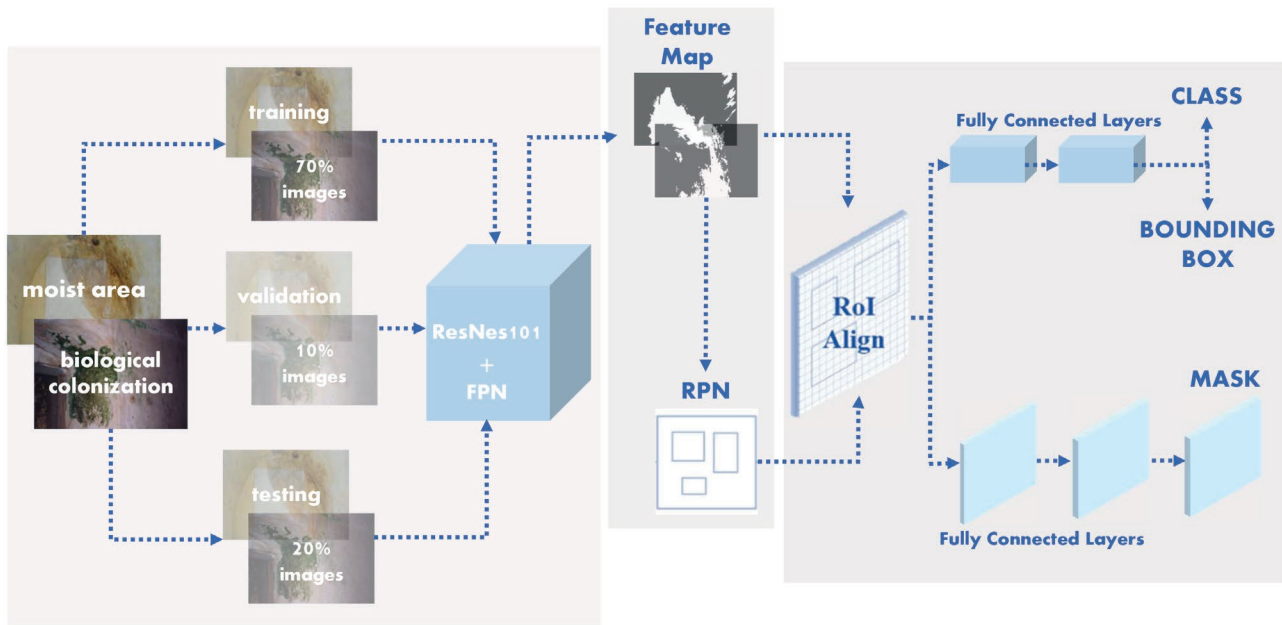 moist area
biological
colonization
training
70%
images
validation
10%
images
testing
20%
images
ResNes101
+
FPN
Feature
Map
RPN
RoI
Align
Fully Connected Layers
CLASS
BOUNDING
BOX
MASK
Fully Connected Layers